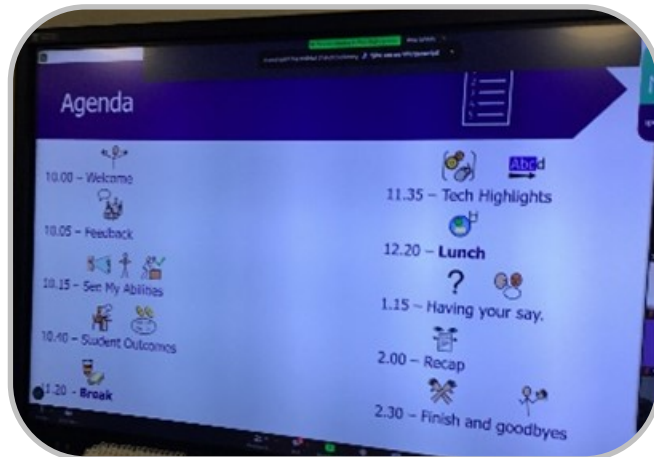 Agenda
10.00 – Welcome
10.05 – Feedback
10.15 – See My Abilities
10.40 – Student Outcomes
11.20 - Break
Abcd
11.35 – Tech Highlights
12.20 – Lunch
?
1.15 – Having your say.
2.00 – Recap
2.30 – Finish and goodbyes